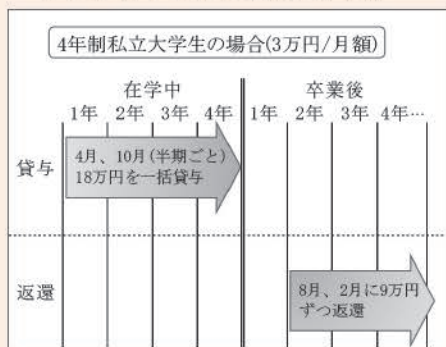 4年制私立大学生の場合(3万円/月額)
在学中 卒業後
1年 2年 3年 4年 1年 2年 3年 4年…
貸与
4月、10月(半期ごと)
18万円を一括貸与
返還
8月、2月に9万円
ずつ返還